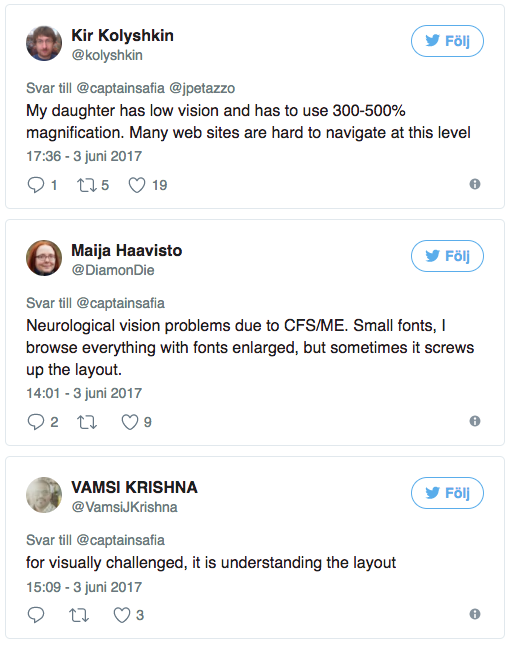 Kir Kolyshkin
Följ
@kolyshkin
Svar till @captainsafia @jpetazzo
My daughter has low vision and has to use 300-500%
magnification. Many web sites are hard to navigate at this level
17:36 - 3 juni 2017
1 5 19
Maija Haavisto
Följ
@DiamonDie
Svar till @captainsafia
Neurological vision problems due to CFS/ME. Small fonts, I
browse everything with fonts enlarged, but sometimes it screws
up the layout.
14:01 - 3 juni 2017
2 9
VAMSI KRISHNA
Följ
@VamsiJKrishna
Svar till @captainsafia
for visually challenged, it is understanding the layout
15:09 - 3 juni 2017
3